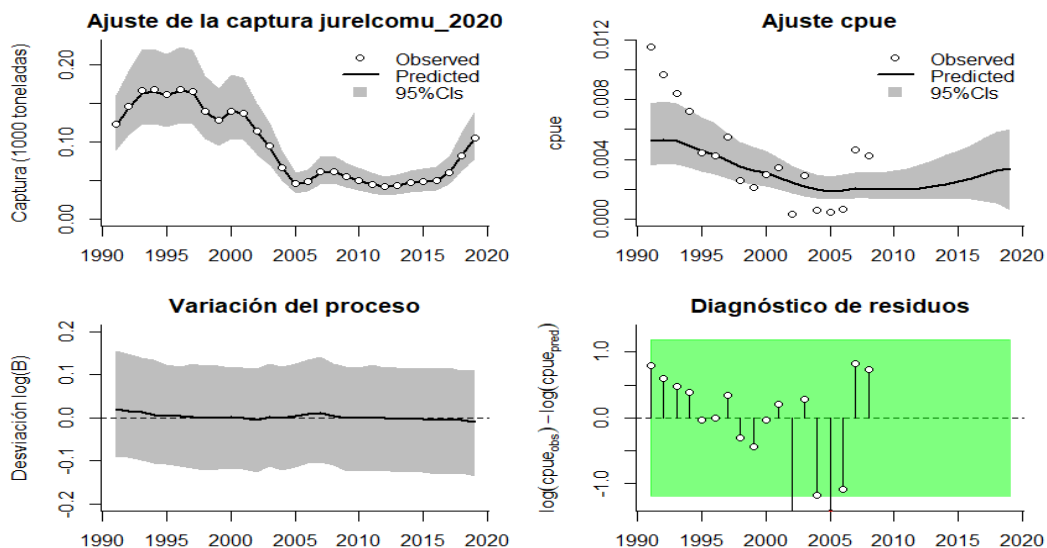 Ajuste de la captura jurelcomu_2020
Captura (1000 toneladas)
0.20
0.10
0.00
Observed
Predicted
95%CIs
1990 1995 2000 2005 2010 2015 2020
Ajuste cpue
cpue
0.012
0.008
0.004
0.000
Observed
Predicted
95%CIs
1990 1995 2000 2005 2010 2015 2020
Variación del proceso
Desviación log(B)
0.2
0.1
0.0
-0.1
-0.2
1990 1995 2000 2005 2010 2015 2020
Diagnóstico de residuos
log(cpue_obs) − log(cpue_pred)
1.0
0.0
-1.0
1990 1995 2000 2005 2010 2015 2020